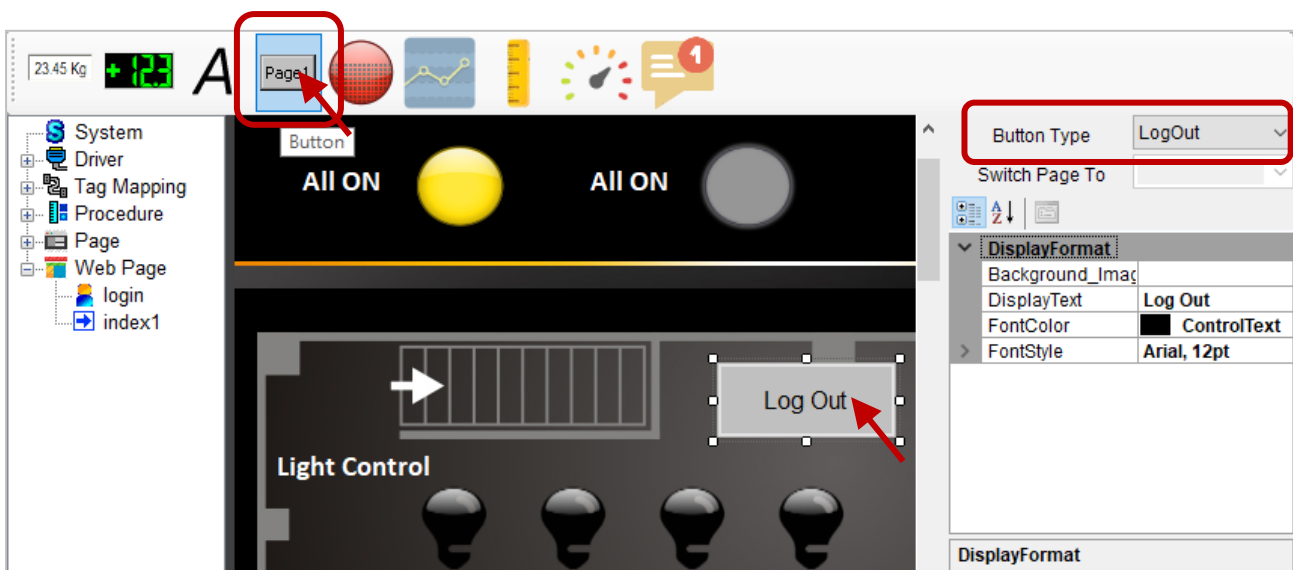 23.45 Kg
+12.3
A
Page1
1
Button
System
Driver
Tag Mapping
Procedure
Page
Web Page
login
index1
All ON
All ON
Log Out
Light Control
Button Type
LogOut
Switch Page To
A
Z
DisplayFormat
Background_Imag
DisplayText
Log Out
FontColor
ControlText
FontStyle
Arial, 12pt
DisplayFormat